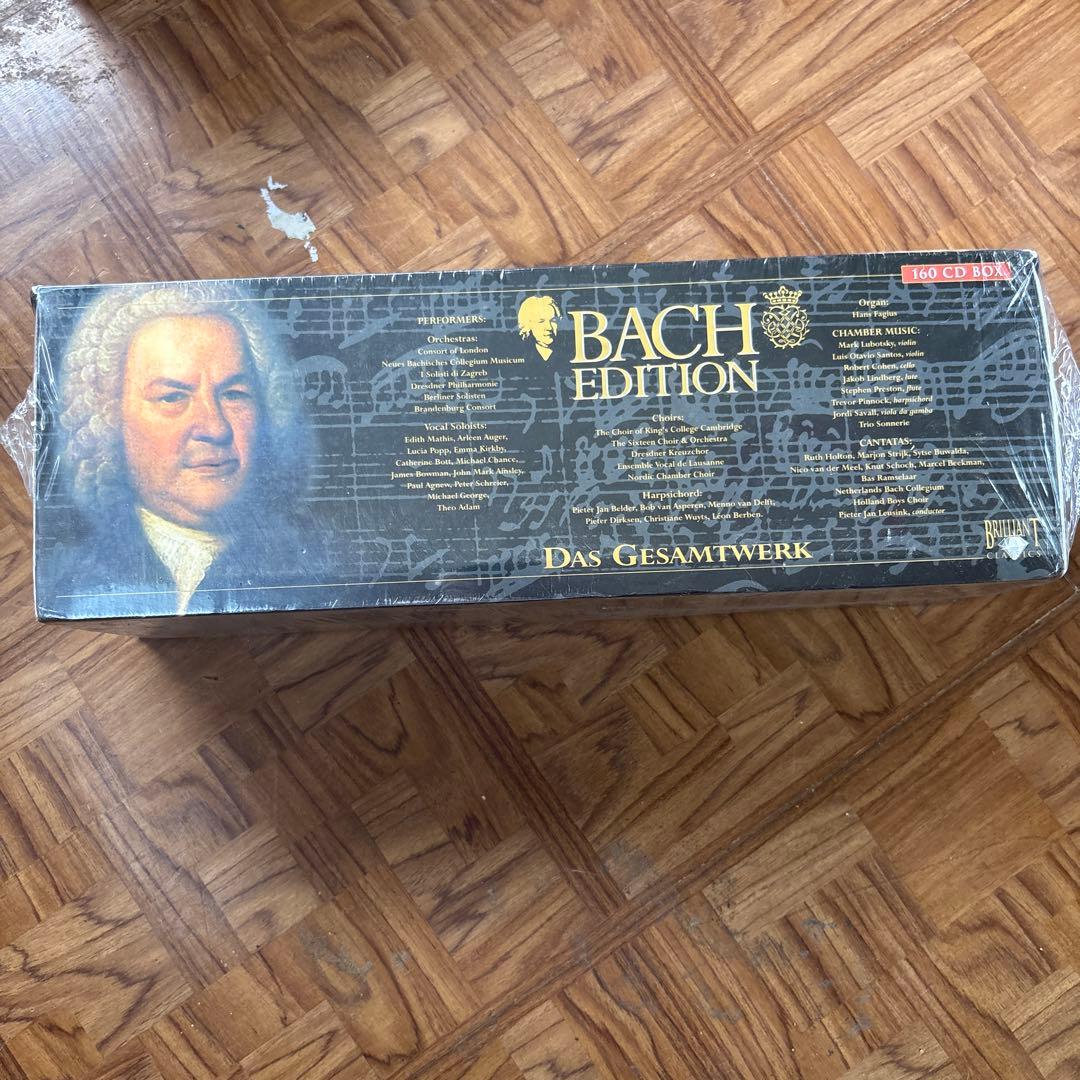 160 CD BOX
PERFORMERS:
Orchestras:
Consort of London
Neues Bachisches Collegium Musicum
I Solisti di Zagreb
Dresdner Philharmonie
Berliner Solisten
Brandenburg Consort
Vocal Soloists:
Edith Mathis, Arleen Auger,
Lucia Popp, Emma Kirkby,
Catherine Bott, Michael Chance,
James Bowman, John Mark Ainsley,
Paul Agnew, Peter Schreier,
Michael George,
Theo Adam
BACH
EDITION
Choirs:
The Choir of King's College Cambridge
The Sixteen Choir & Orchestra
Dresdner Kreuzchor
Ensemble Vocal de Lausanne
Nordic Chamber Choir
Harpsichord:
Pieter Jan Belder, Bob van Asperen, Menno van Delft,
Pieter Dirksen, Christiane Wuyts, Léon Berben.
Organ:
Hans Fagius
CHAMBER MUSIC:
Mark Lubotsky, violin
Luis Otavio Santos, violin
Robert Cohen, cello
Jakob Lindberg, lute
Stephen Preston, flute
Trevor Pinnock, harpsichord
Jordi Savall, viola da gamba
Trio Sonnerie
CANTATAS:
Ruth Holton, Marjon Strijk, Sytse Buwalda,
Nico van der Meel, Knut Schoch, Marcel Beekman,
Bas Ramselaar
Netherlands Bach Collegium
Holland Boys Choir
Pieter Jan Leusink, conductor
DAS GESAMTWERK
BRILLIANT
CLASSICS